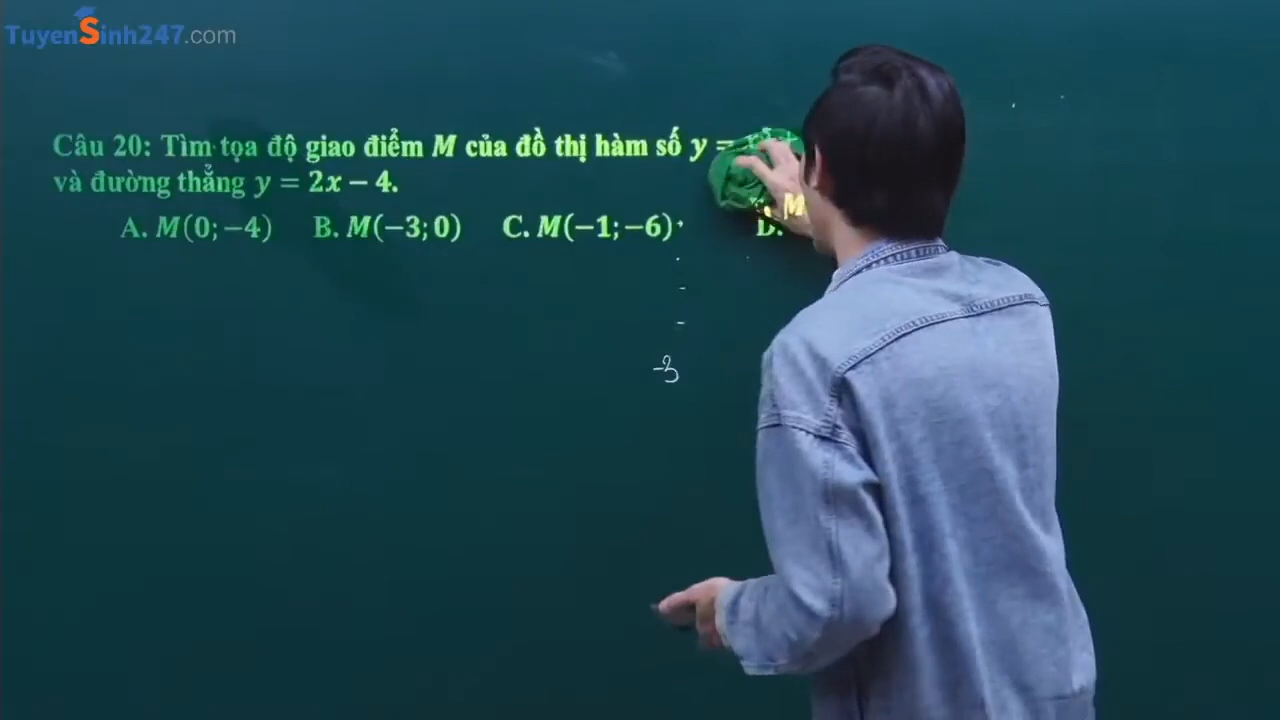 TuyenSinh247.com
Câu 20: Tìm tọa độ giao điểm M của đồ thị hàm số y =
và đường thẳng y = 2x − 4.
A. M(0; −4) B. M(−3; 0) C. M(−1; −6) D. M
-3